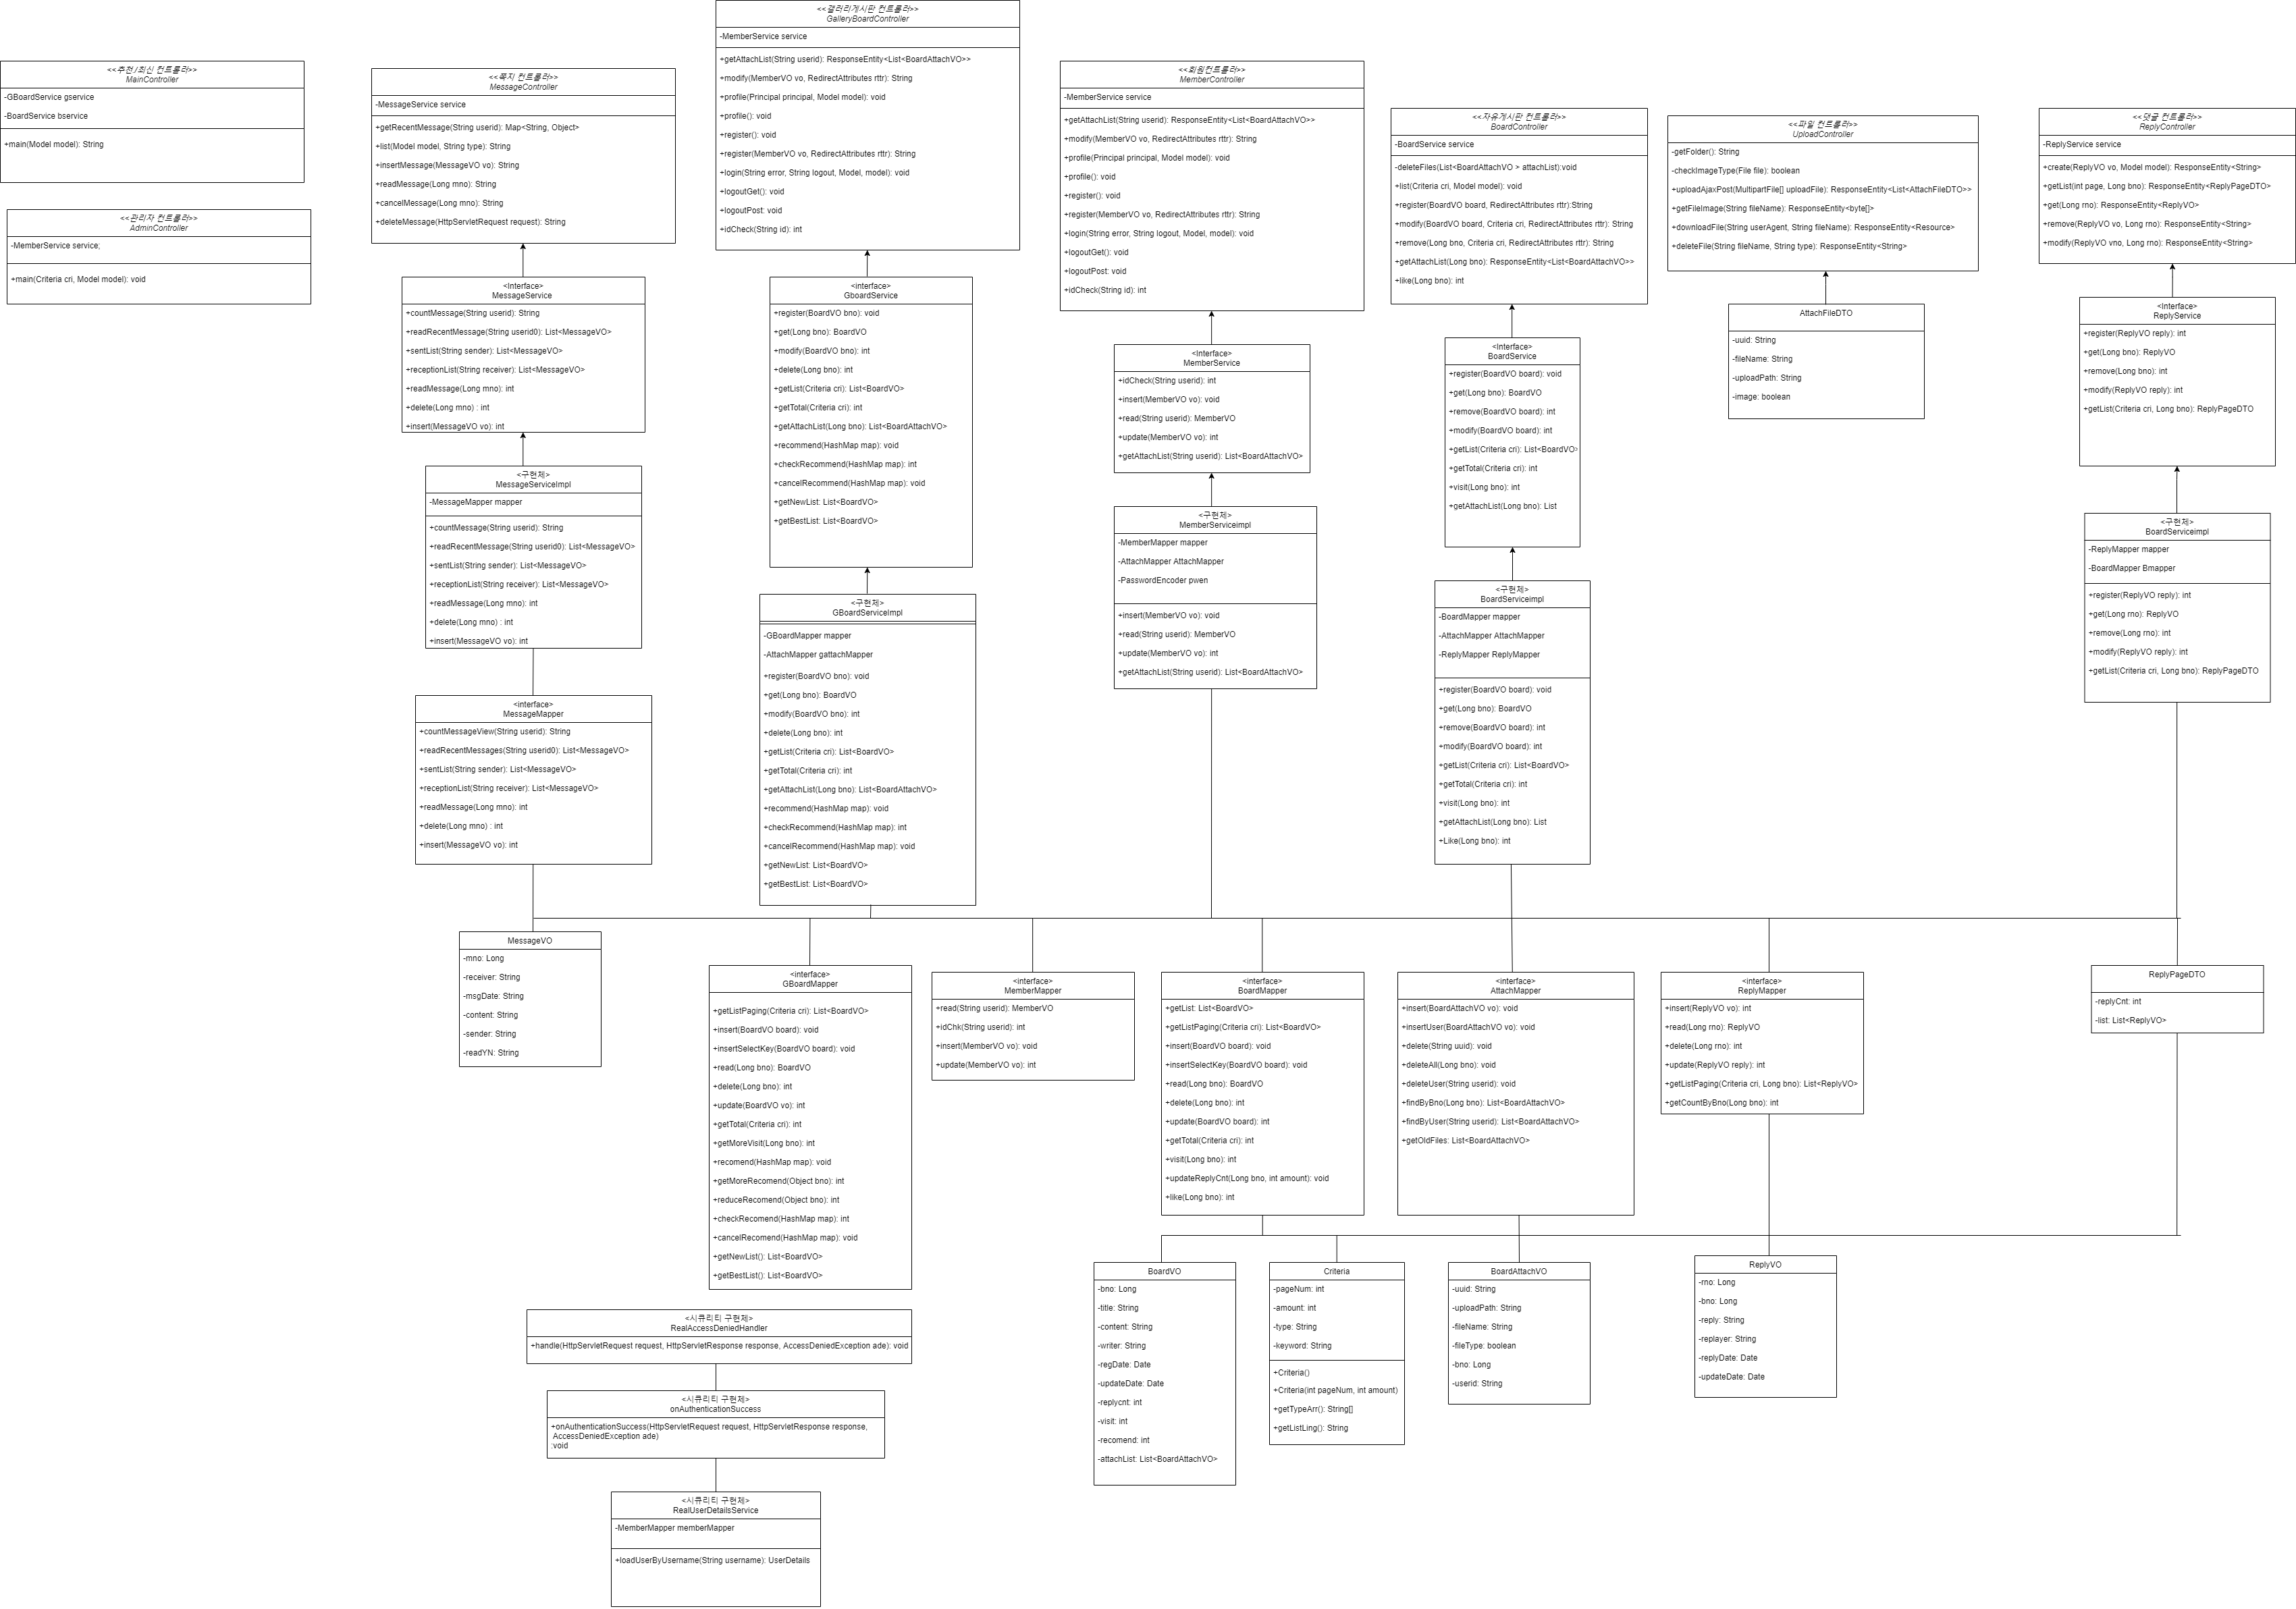 <<추천/최신 컨트롤러>>
MainController
-GBoardService gservice
-BoardService bservice
+main(Model model): String
<<관리자 컨트롤러>>
AdminController
-MemberService service;
+main(Criteria cri, Model model): void
<<쪽지 컨트롤러>>
MessageController
-MessageService service
+getRecentMessage(String userid): Map<String, Object>
+list(Model model, String type): String
+insertMessage(MessageVO vo): String
+readMessage(Long mno): String
+cancelMessage(Long mno): String
+deleteMessage(HttpServletRequest request): String
<Interface>
MessageService
+countMessage(String userid): String
+readRecentMessage(String userid0): List<MessageVO>
+sentList(String sender): List<MessageVO>
+receptionList(String receiver): List<MessageVO>
+readMessage(Long mno): int
+delete(Long mno) : int
+insert(MessageVO vo): int
<구현체>
MessageServiceImpl
-MessageMapper mapper
+countMessage(String userid): String
+readRecentMessage(String userid0): List<MessageVO>
+sentList(String sender): List<MessageVO>
+receptionList(String receiver): List<MessageVO>
+readMessage(Long mno): int
+delete(Long mno) : int
+insert(MessageVO vo): int
<interface>
MessageMapper
+countMessageView(String userid): String
+readRecentMessages(String userid0): List<MessageVO>
+sentList(String sender): List<MessageVO>
+receptionList(String receiver): List<MessageVO>
+readMessage(Long mno): int
+delete(Long mno) : int
+insert(MessageVO vo): int
MessageVO
-mno: Long
-receiver: String
-msgDate: String
-content: String
-sender: String
-readYN: String
<<갤러리게시판 컨트롤러>>
GalleryBoardController
-MemberService service
+getAttachList(String userid): ResponseEntity<List<BoardAttachVO>>
+modify(MemberVO vo, RedirectAttributes rttr): String
+profile(Principal principal, Model model): void
+profile(): void
+register(): void
+register(MemberVO vo, RedirectAttributes rttr): String
+login(String error, String logout, Model, model): void
+logoutGet(): void
+logoutPost: void
+idCheck(String id): int
<interface>
GboardService
+register(BoardVO bno): void
+get(Long bno): BoardVO
+modify(BoardVO bno): int
+delete(Long bno): int
+getList(Criteria cri): List<BoardVO>
+getTotal(Criteria cri): int
+getAttachList(Long bno): List<BoardAttachVO>
+recommend(HashMap map): void
+checkRecommend(HashMap map): int
+cancelRecommend(HashMap map): void
+getNewList: List<BoardVO>
+getBestList: List<BoardVO>
<구현체>
GBoardServiceImpl
-GBoardMapper mapper
-AttachMapper gattachMapper
+register(BoardVO bno): void
+get(Long bno): BoardVO
+modify(BoardVO bno): int
+delete(Long bno): int
+getList(Criteria cri): List<BoardVO>
+getTotal(Criteria cri): int
+getAttachList(Long bno): List<BoardAttachVO>
+recommend(HashMap map): void
+checkRecommend(HashMap map): int
+cancelRecommend(HashMap map): void
+getNewList: List<BoardVO>
+getBestList: List<BoardVO>
<interface>
GBoardMapper
+getListPaging(Criteria cri): List<BoardVO>
+insert(BoardVO board): void
+insertSelectKey(BoardVO board): void
+read(Long bno): BoardVO
+delete(Long bno): int
+update(BoardVO vo): int
+getTotal(Criteria cri): int
+getMoreVisit(Long bno): int
+recomend(HashMap map): void
+getMoreRecomend(Object bno): int
+reduceRecomend(Object bno): int
+checkRecomend(HashMap map): int
+cancelRecomend(HashMap map): void
+getNewList(): List<BoardVO>
+getBestList(): List<BoardVO>
<<회원컨트롤러>>
MemberController
-MemberService service
+getAttachList(String userid): ResponseEntity<List<BoardAttachVO>>
+modify(MemberVO vo, RedirectAttributes rttr): String
+profile(Principal principal, Model model): void
+profile(): void
+register(): void
+register(MemberVO vo, RedirectAttributes rttr): String
+login(String error, String logout, Model, model): void
+logoutGet(): void
+logoutPost: void
+idCheck(String id): int
<Interface>
MemberService
+idCheck(String userid): int
+insert(MemberVO vo): void
+read(String userid): MemberVO
+update(MemberVO vo): int
+getAttachList(String userid): List<BoardAttachVO>
<구현체>
MemberServiceimpl
-MemberMapper mapper
-AttachMapper AttachMapper
-PasswordEncoder pwen
+insert(MemberVO vo): void
+read(String userid): MemberVO
+update(MemberVO vo): int
+getAttachList(String userid): List<BoardAttachVO>
<interface>
MemberMapper
+read(String userid): MemberVO
+idChk(String userid): int
+insert(MemberVO vo): void
+update(MemberVO vo): int
<<자유게시판 컨트롤러>>
BoardController
-BoardService service
-deleteFiles(List<BoardAttachVO > attachList):void
+list(Criteria cri, Model model): void
+register(BoardVO board, RedirectAttributes rttr):String
+modify(BoardVO board, Criteria cri, RedirectAttributes rttr): String
+remove(Long bno, Criteria cri, RedirectAttributes rttr): String
+getAttachList(Long bno): ResponseEntity<List<BoardAttachVO>>
+like(Long bno): int
<Interface>
BoardService
+register(BoardVO board): void
+get(Long bno): BoardVO
+remove(BoardVO board): int
+modify(BoardVO board): int
+getList(Criteria cri): List<BoardVO>
+getTotal(Criteria cri): int
+visit(Long bno): int
+getAttachList(Long bno): List
<구현체>
BoardServiceimpl
-BoardMapper mapper
-AttachMapper AttachMapper
-ReplyMapper ReplyMapper
+register(BoardVO board): void
+get(Long bno): BoardVO
+remove(BoardVO board): int
+modify(BoardVO board): int
+getList(Criteria cri): List<BoardVO>
+getTotal(Criteria cri): int
+visit(Long bno): int
+getAttachList(Long bno): List
+Like(Long bno): int
<interface>
BoardMapper
+getList: List<BoardVO>
+getListPaging(Criteria cri): List<BoardVO>
+insert(BoardVO board): void
+insertSelectKey(BoardVO board): void
+read(Long bno): BoardVO
+delete(Long bno): int
+update(BoardVO board): int
+getTotal(Criteria cri): int
+visit(Long bno): int
+updateReplyCnt(Long bno, int amount): void
+like(Long bno): int
<interface>
AttachMapper
+insert(BoardAttachVO vo): void
+insertUser(BoardAttachVO vo): void
+delete(String uuid): void
+deleteAll(Long bno): void
+deleteUser(String userid): void
+findByBno(Long bno): List<BoardAttachVO>
+findByUser(String userid): List<BoardAttachVO>
+getOldFiles: List<BoardAttachVO>
<<파일 컨트롤러>>
UploadController
-getFolder(): String
-checkImageType(File file): boolean
+uploadAjaxPost(MultipartFile[] uploadFile): ResponseEntity<List<AttachFileDTO>>
+getFileImage(String fileName): ResponseEntity<byte[]>
+downloadFile(String userAgent, String fileName): ResponseEntity<Resource>
+deleteFile(String fileName, String type): ResponseEntity<String>
AttachFileDTO
-uuid: String
-fileName: String
-uploadPath: String
-image: boolean
<<댓글 컨트롤러>>
ReplyController
-ReplyService service
+create(ReplyVO vo, Model model): ResponseEntity<String>
+getList(int page, Long bno): ResponseEntity<ReplyPageDTO>
+get(Long rno): ResponseEntity<ReplyVO>
+remove(ReplyVO vo, Long rno): ResponseEntity<String>
+modify(ReplyVO vno, Long rno): ResponseEntity<String>
<Interface>
ReplyService
+register(ReplyVO reply): int
+get(Long bno): ReplyVO
+remove(Long bno): int
+modify(ReplyVO reply): int
+getList(Criteria cri, Long bno): ReplyPageDTO
<구현체>
BoardServiceimpl
-ReplyMapper mapper
-BoardMapper Bmapper
+register(ReplyVO reply): int
+get(Long rno): ReplyVO
+remove(Long rno): int
+modify(ReplyVO reply): int
+getList(Criteria cri, Long bno): ReplyPageDTO
<interface>
ReplyMapper
+insert(ReplyVO vo): int
+read(Long rno): ReplyVO
+delete(Long rno): int
+update(ReplyVO reply): int
+getListPaging(Criteria cri, Long bno): List<ReplyVO>
+getCountByBno(Long bno): int
ReplyPageDTO
-replyCnt: int
-list: List<ReplyVO>
BoardVO
-bno: Long
-title: String
-content: String
-writer: String
-regDate: Date
-updateDate: Date
-replycnt: int
-visit: int
-recomend: int
-attachList: List<BoardAttachVO>
Criteria
-pageNum: int
-amount: int
-type: String
-keyword: String
+Criteria()
+Criteria(int pageNum, int amount)
+getTypeArr(): String[]
+getListLing(): String
BoardAttachVO
-uuid: String
-uploadPath: String
-fileName: String
-fileType: boolean
-bno: Long
-userid: String
ReplyVO
-rno: Long
-bno: Long
-reply: String
-replayer: String
-replyDate: Date
-updateDate: Date
<시큐리티 구현체>
RealAccessDeniedHandler
+handle(HttpServletRequest request, HttpServletResponse response, AccessDeniedException ade): void
<시큐리티 구현체>
onAuthenticationSuccess
+onAuthenticationSuccess(HttpServletRequest request, HttpServletResponse response,
AccessDeniedException ade)
:void
<시큐리티 구현체>
RealUserDetailsService
-MemberMapper memberMapper
+loadUserByUsername(String username): UserDetails